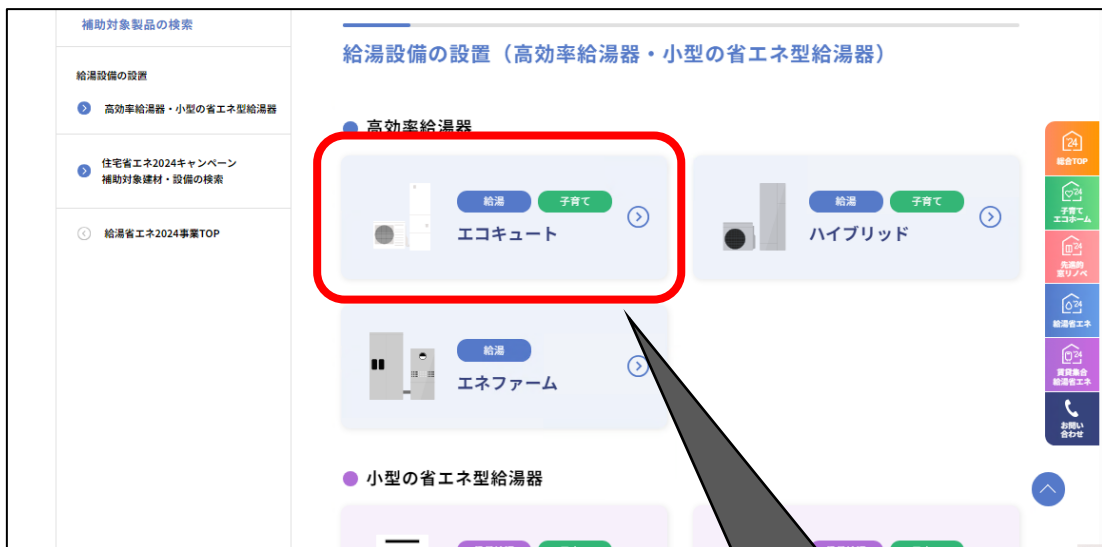 補助対象製品の検索
給湯設備の設置
高効率給湯器・小型の省エネ型給湯器
住宅省エネ2024キャンペーン
補助対象建材・設備の検索
給湯省エネ2024事業TOP
給湯設備の設置（高効率給湯器・小型の省エネ型給湯器）
高効率給湯器
給湯
子育て
エコキュート
給湯
子育て
ハイブリッド
給湯
エネファーム
小型の省エネ型給湯器
24
総合TOP
24
子育て
エコホーム
24
先進的
窓リノベ
24
給湯省エネ
24
賃貸集合
給湯省エネ
お問い
合わせ